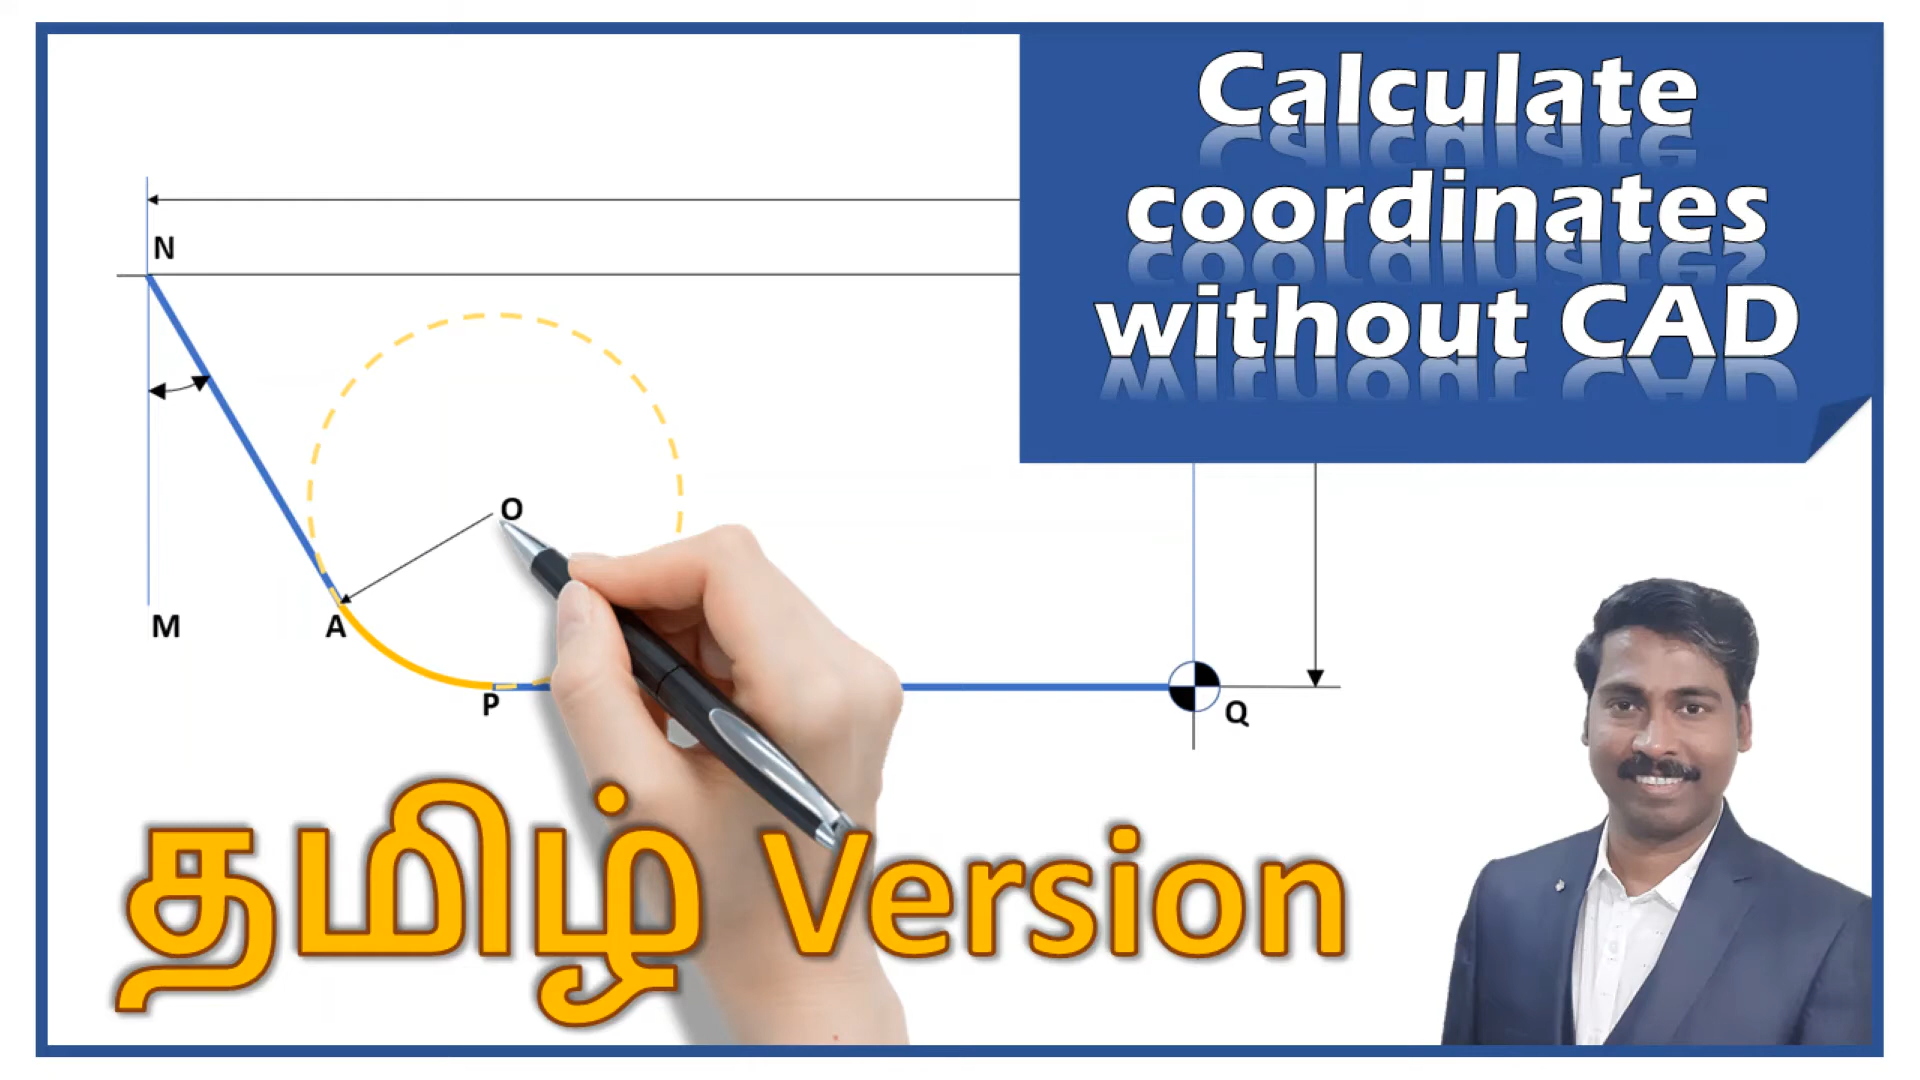 Calculate
coordinates
without CAD
N
O
M
A
P
Q
தமிழ் Version